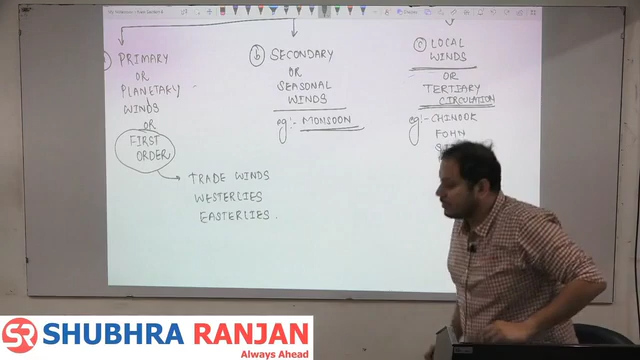 PRIMARY
OR
PLANETARY
WINDS
OR
FIRST
ORDER
TRADE WINDS
WESTERLIES
EASTERLIES.
(b) SECONDARY
OR
SEASONAL
WINDS
eg:- MONSOON
(c) LOCAL
WINDS
OR
TERTIARY
CIRCULATION
eg:- CHINOOK
FOHN
SR SHUBHRA RANJAN
Always Ahead